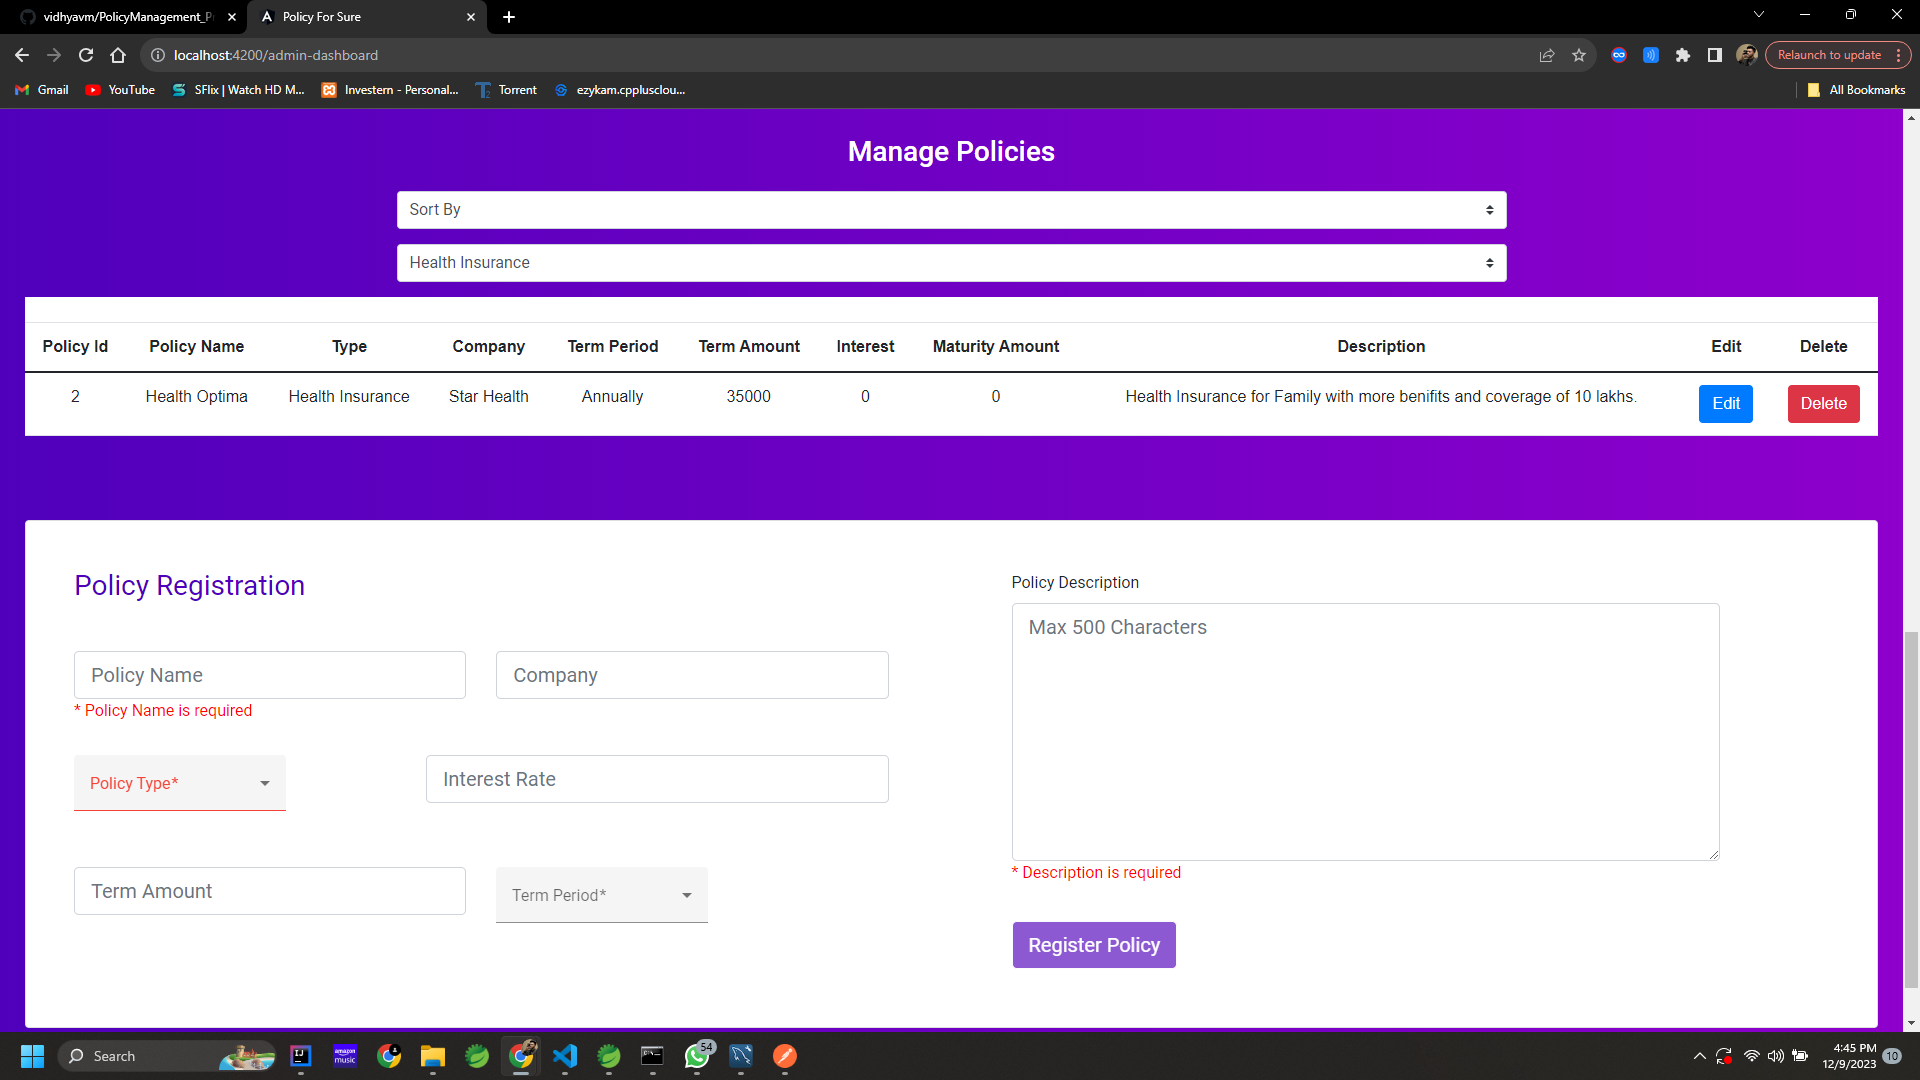 vidhyavm/PolicyManagement_P
Policy For Sure
localhost:4200/admin-dashboard
Relaunch to update
Gmail
YouTube
SFlix | Watch HD M...
Investern - Personal...
Torrent
ezykam.cppluscloud...
All Bookmarks
Manage Policies
Sort By
Health Insurance
Policy Id Policy Name Type Company Term Period Term Amount Interest Maturity Amount Description Edit Delete
2 Health Optima Health Insurance Star Health Annually 35000 0 0 Health Insurance for Family with more benifits and coverage of 10 lakhs. Edit Delete
Policy Registration
Policy Name
Company
* Policy Name is required
Policy Type*
Interest Rate
Term Amount
Term Period*
Policy Description
Max 500 Characters
* Description is required
Register Policy
Search
IJ
amazon music
54
4:45 PM
12/9/2023
10